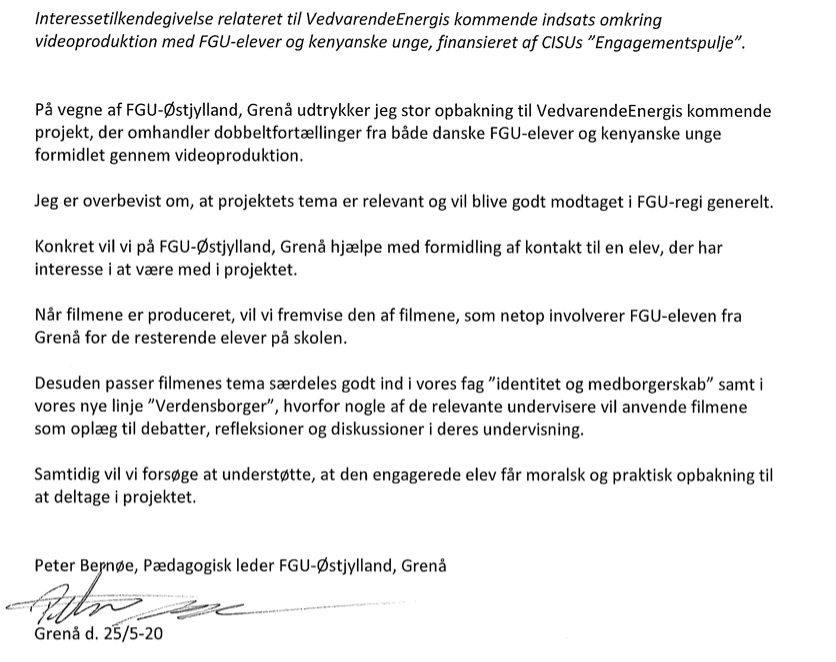 Interessetilkendegivelse relateret til VedvarendeEnergis kommende indsats omkring
videoproduktion med FGU-elever og kenyanske unge, finansieret af CISUs ”Engagementspulje”.
På vegne af FGU-Østjylland, Grenå udtrykker jeg stor opbakning til VedvarendeEnergis kommende
projekt, der omhandler dobbeltfortællinger fra både danske FGU-elever og kenyanske unge
formidlet gennem videoproduktion.
Jeg er overbevist om, at projektets tema er relevant og vil blive godt modtaget i FGU-regi generelt.
Konkret vil vi på FGU-Østjylland, Grenå hjælpe med formidling af kontakt til en elev, der har
interesse i at være med i projektet.
Når filmene er produceret, vil vi fremvise den af filmene, som netop involverer FGU-eleven fra
Grenå for de resterende elever på skolen.
Desuden passer filmenes tema særdeles godt ind i vores fag ”identitet og medborgerskab” samt i
vores nye linje ”Verdensborger”, hvorfor nogle af de relevante undervisere vil anvende filmene
som oplæg til debatter, refleksioner og diskussioner i deres undervisning.
Samtidig vil vi forsøge at understøtte, at den engagerede elev får moralsk og praktisk opbakning til
at deltage i projektet.
Peter Bernøe, Pædagogisk leder FGU-Østjylland, Grenå
Grenå d. 25/5-20